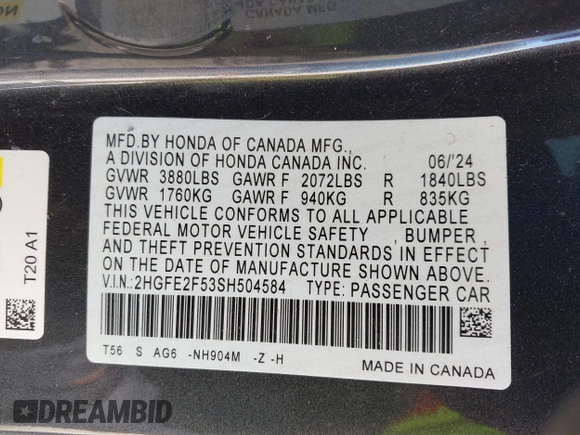 CANADA MFG.
MFD.BY HONDA OF CANADA MFG.,
A DIVISION OF HONDA CANADA INC. 06/'24
GVWR 3880LBS GAWR F 2072LBS R 1840LBS
GVWR 1760KG GAWR F 940KG R 835KG
THIS VEHICLE CONFORMS TO ALL APPLICABLE
FEDERAL MOTOR VEHICLE SAFETY , BUMPER ,
AND THEFT PREVENTION STANDARDS IN EFFECT
ON THE DATE OF MANUFACTURE SHOWN ABOVE.
V.I.N.:2HGFE2F53SH504584 TYPE: PASSENGER CAR
T56 S AG6 -NH904M -Z -H
MADE IN CANADA
T20 A1
DREAMBID